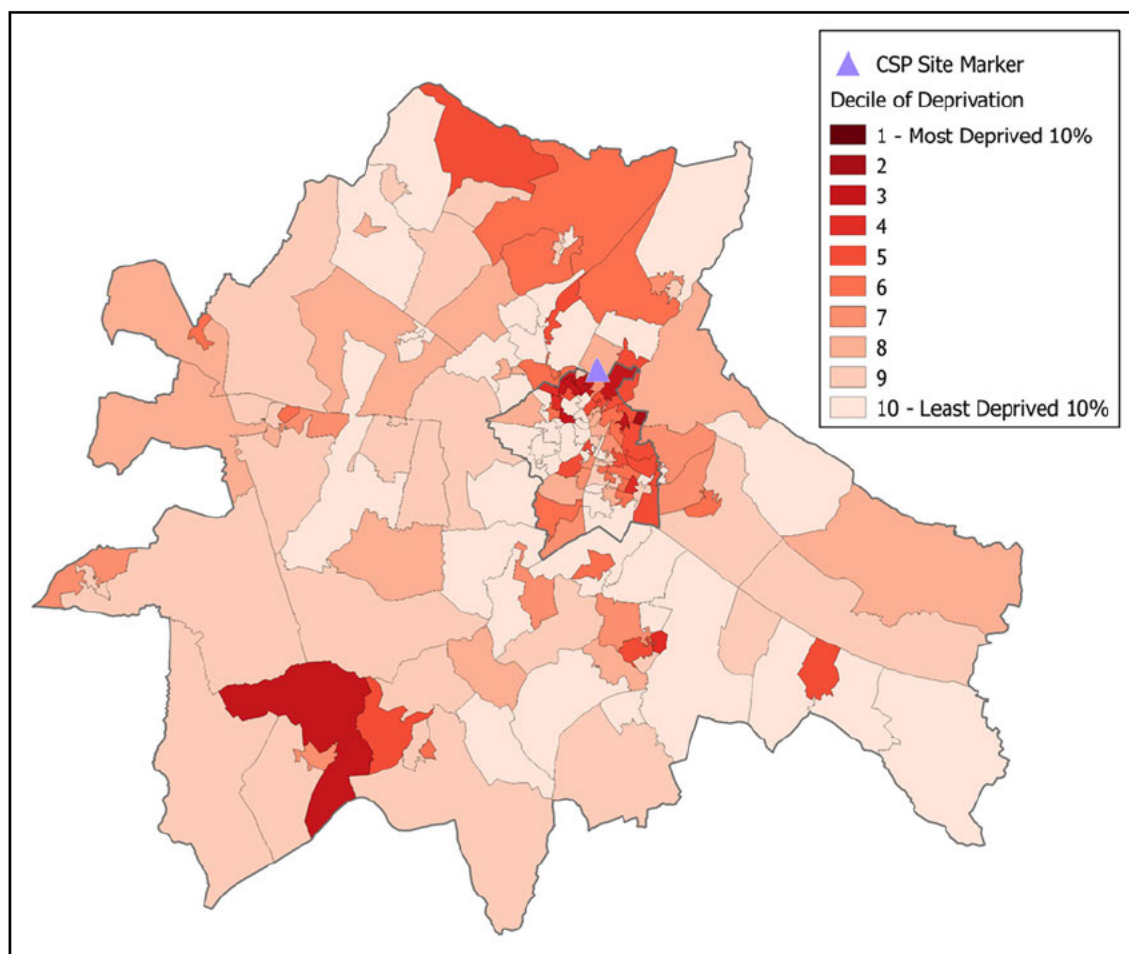 CSP Site Marker
Decile of Deprivation
1 - Most Deprived 10%
2
3
4
5
6
7
8
9
10 - Least Deprived 10%